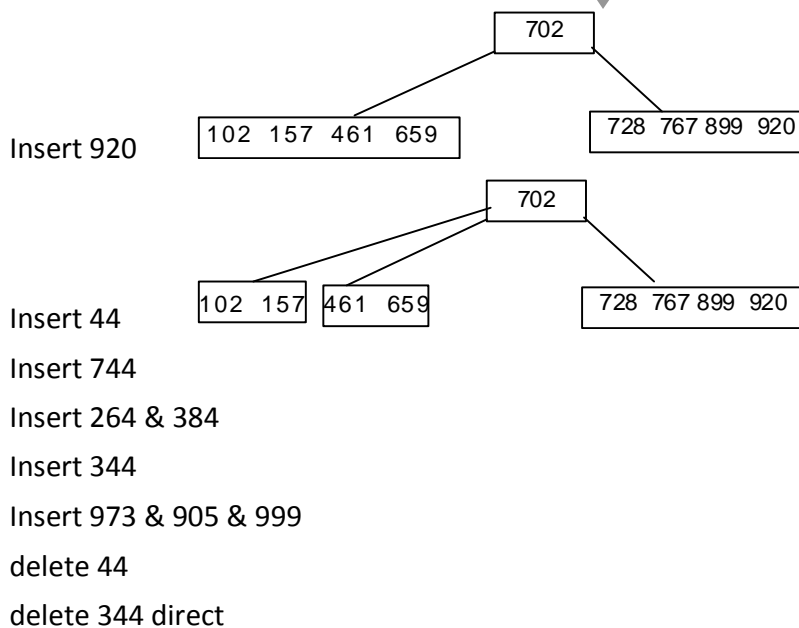 702
Insert 920 102 157 461 659 728 767 899 920
702
Insert 44 102 157 461 659 728 767 899 920
Insert 744
Insert 264 & 384
Insert 344
Insert 973 & 905 & 999
delete 44
delete 344 direct